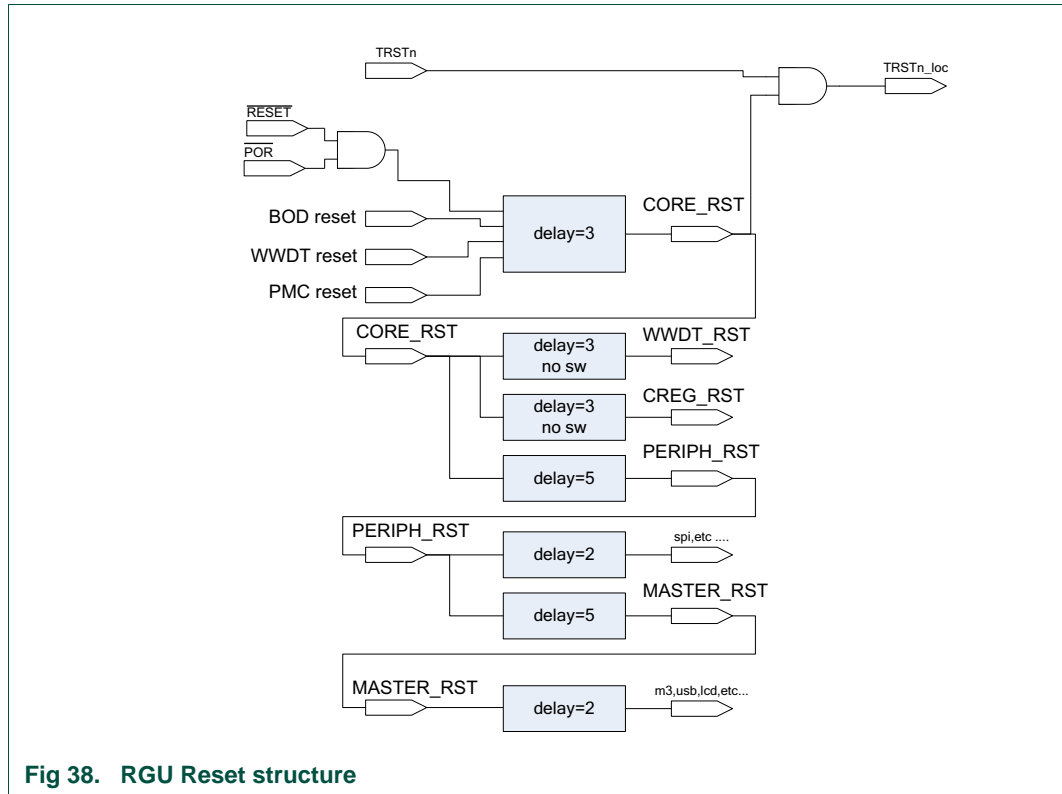 TRSTn
TRSTn_loc
RESET
POR
BOD reset
WWDT reset
PMC reset
delay=3
CORE_RST
CORE_RST
delay=3
no sw
WWDT_RST
delay=3
no sw
CREG_RST
delay=5
PERIPH_RST
PERIPH_RST
delay=2
spi,etc ....
delay=5
MASTER_RST
MASTER_RST
delay=2
m3,usb,lcd,etc...
Fig 38. RGU Reset structure